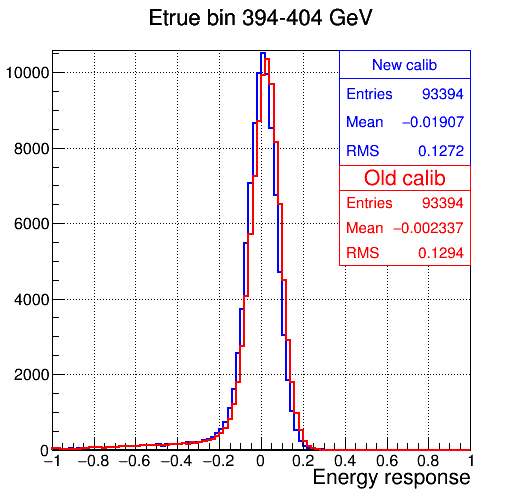 Etrue bin 394-404 GeV
New calib
Entries 93394
Mean −0.01907
RMS 0.1272
Old calib
Entries 93394
Mean −0.002337
RMS 0.1294
10000
8000
6000
4000
2000
0
−1 −0.8 −0.6 −0.4 −0.2 0 0.2 0.4 0.6 0.8 1
Energy response